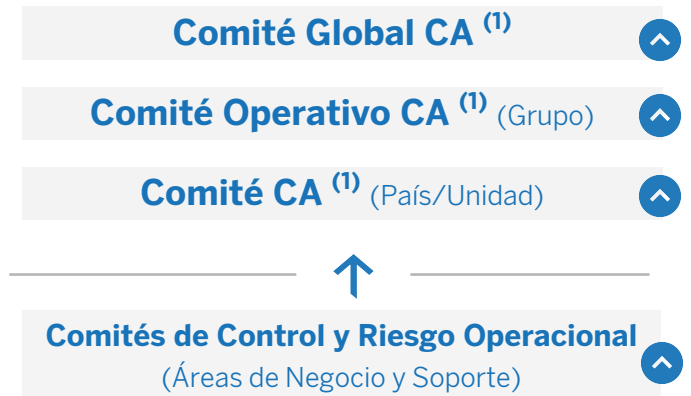 Comité Global CA (1)
Comité Operativo CA (1) (Grupo)
Comité CA (1) (País/Unidad)
Comités de Control y Riesgo Operacional
(Áreas de Negocio y Soporte)